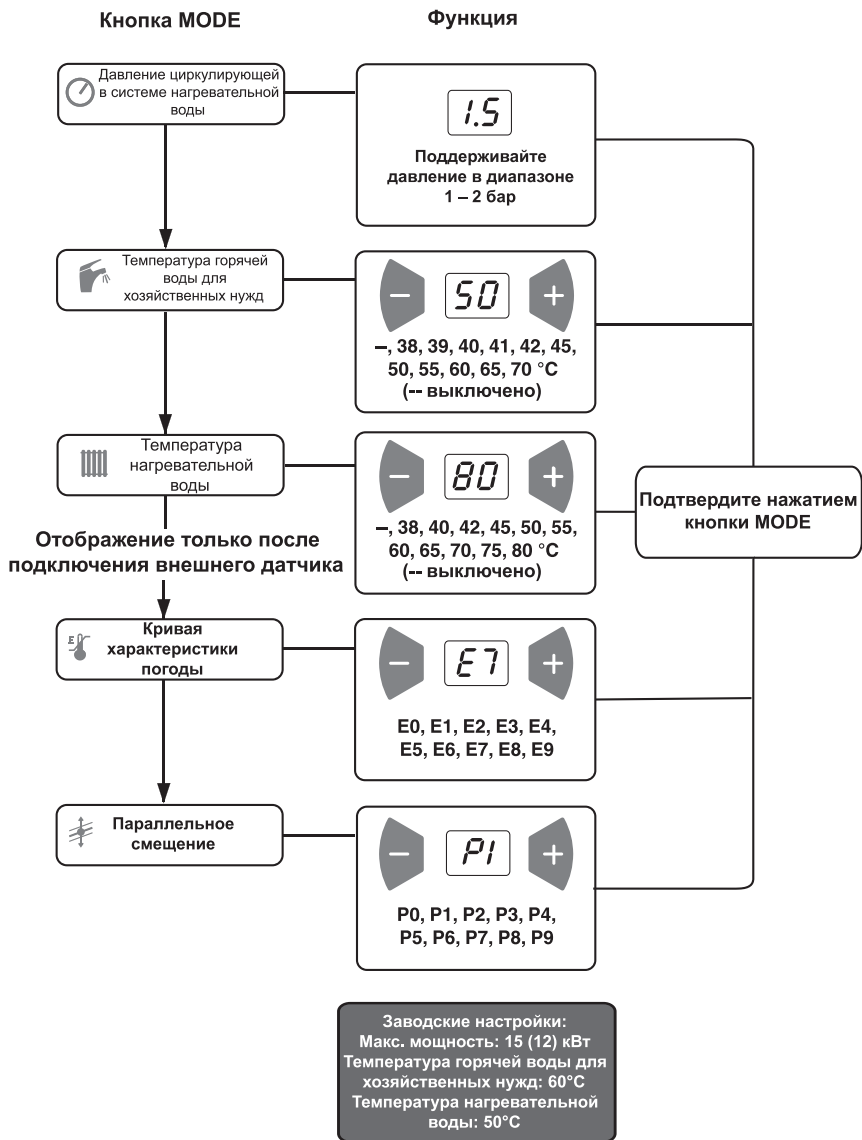 Кнопка MODE
Функция
Давление циркулирующей
в системе нагревательной
воды
1.5
Поддерживайте
давление в диапазоне
1 – 2 бар
Температура горячей
воды для
хозяйственных нужд
–
50
+
–, 38, 39, 40, 41, 42, 45,
50, 55, 60, 65, 70 °C
(-- выключено)
Температура
нагревательной
воды
–
80
+
–, 38, 40, 42, 45, 50, 55,
60, 65, 70, 75, 80 °C
(-- выключено)
Подтвердите нажатием
кнопки MODE
Отображение только после
подключения внешнего датчика
E
Кривая
характеристики
погоды
–
E7
+
E0, E1, E2, E3, E4,
E5, E6, E7, E8, E9
Параллельное
смещение
–
P1
+
P0, P1, P2, P3, P4,
P5, P6, P7, P8, P9
Заводские настройки:
Макс. мощность: 15 (12) кВт
Температура горячей воды для
хозяйственных нужд: 60°C
Температура нагревательной
воды: 50°C